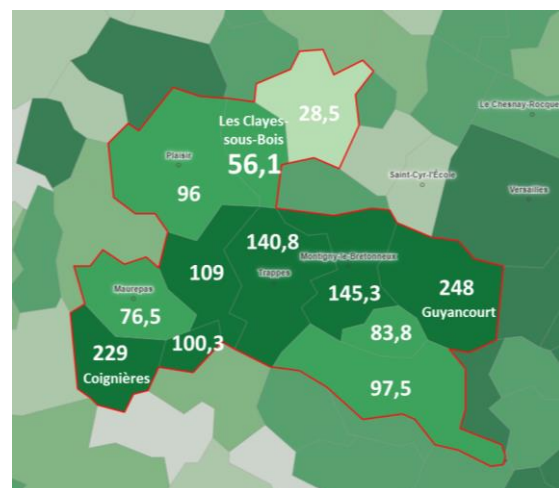 28,5
Le Chesnay-Rocque
Les Clayes-
sous-Bois
56,1
Plaisir
96
Saint-Cyr-l'École
Versailles
140,8
Montigny-le-Bretonneux
109
Trappes
145,3
248
Guyancourt
Maurepas
76,5
83,8
100,3
229
Coignières
97,5